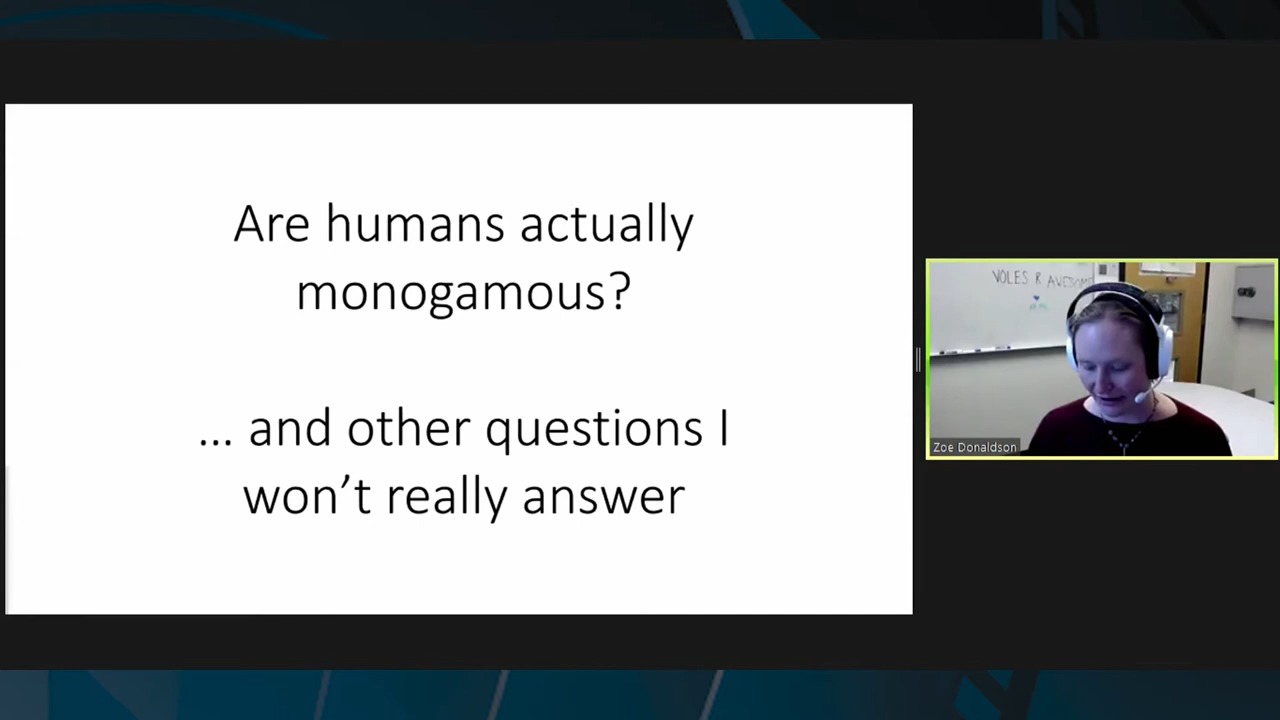 Are humans actually
monogamous?
… and other questions I
won’t really answer
VOLES R AWESOME
Zoe Donaldson